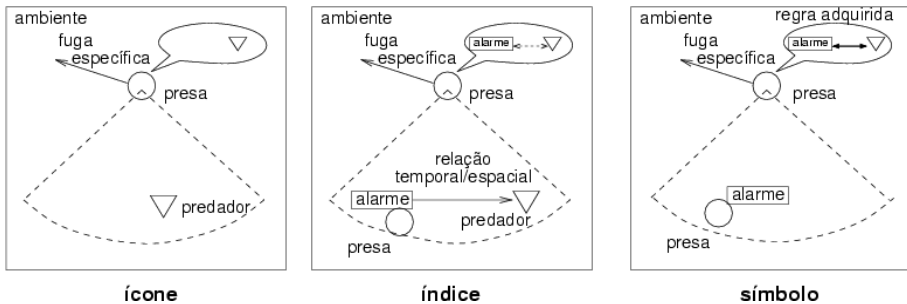 ambiente
fuga
específica
presa
predador
ícone
ambiente
fuga
específica
alarme
presa
relação
temporal/espacial
alarme
predador
presa
índice
regra adquirida
ambiente
fuga
específica
alarme
presa
alarme
presa
símbolo